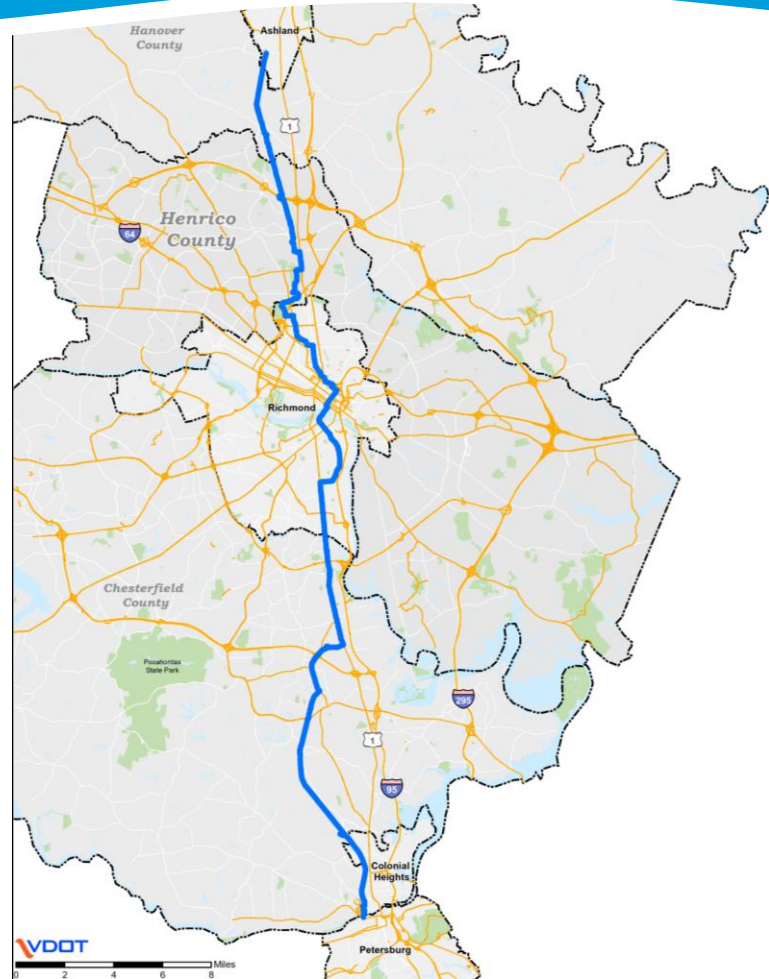 Hanover
County
Ashland
1
Henrico
County
64
Richmond
Chesterfield
County
Pocahontas
State Park
295
1
95
Colonial
Heights
Petersburg
VDOT
Miles
0 2 4 6 8